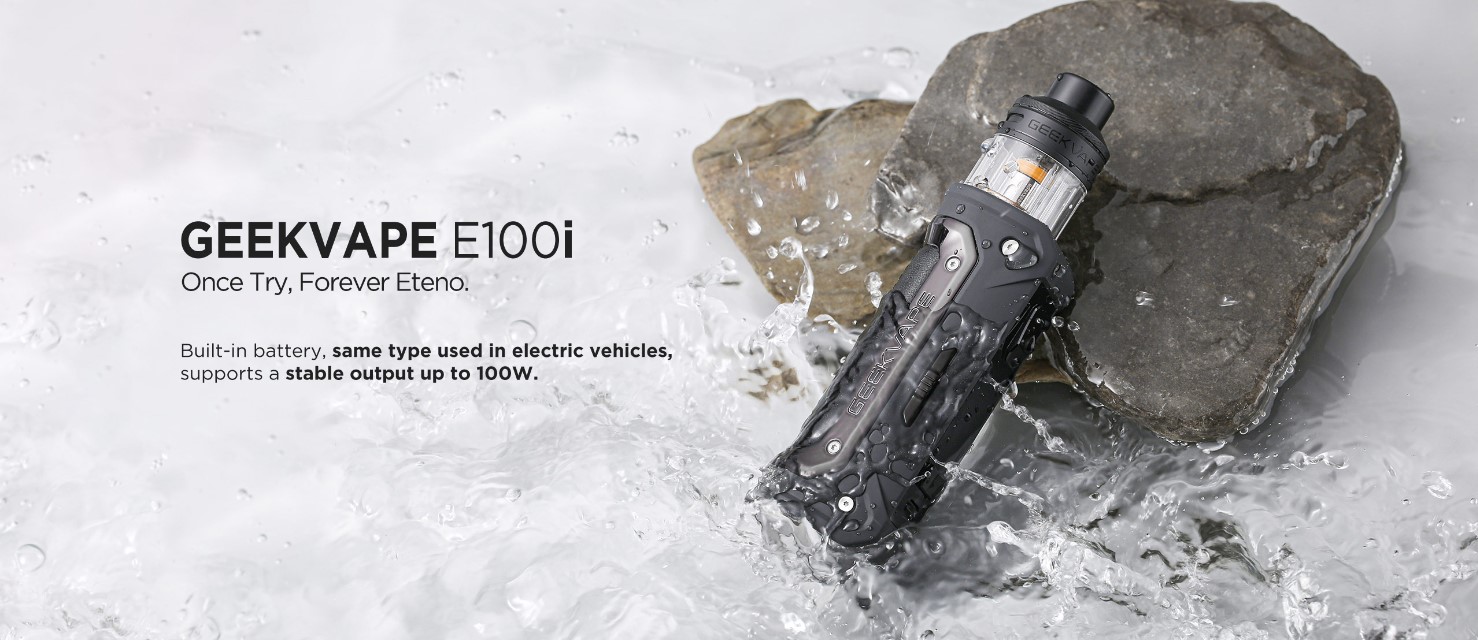 GEEKVAPE E100i
Once Try, Forever Eteno.
Built-in battery, same type used in electric vehicles,
supports a stable output up to 100W.
GEEKVAPE
GEEKVAPE